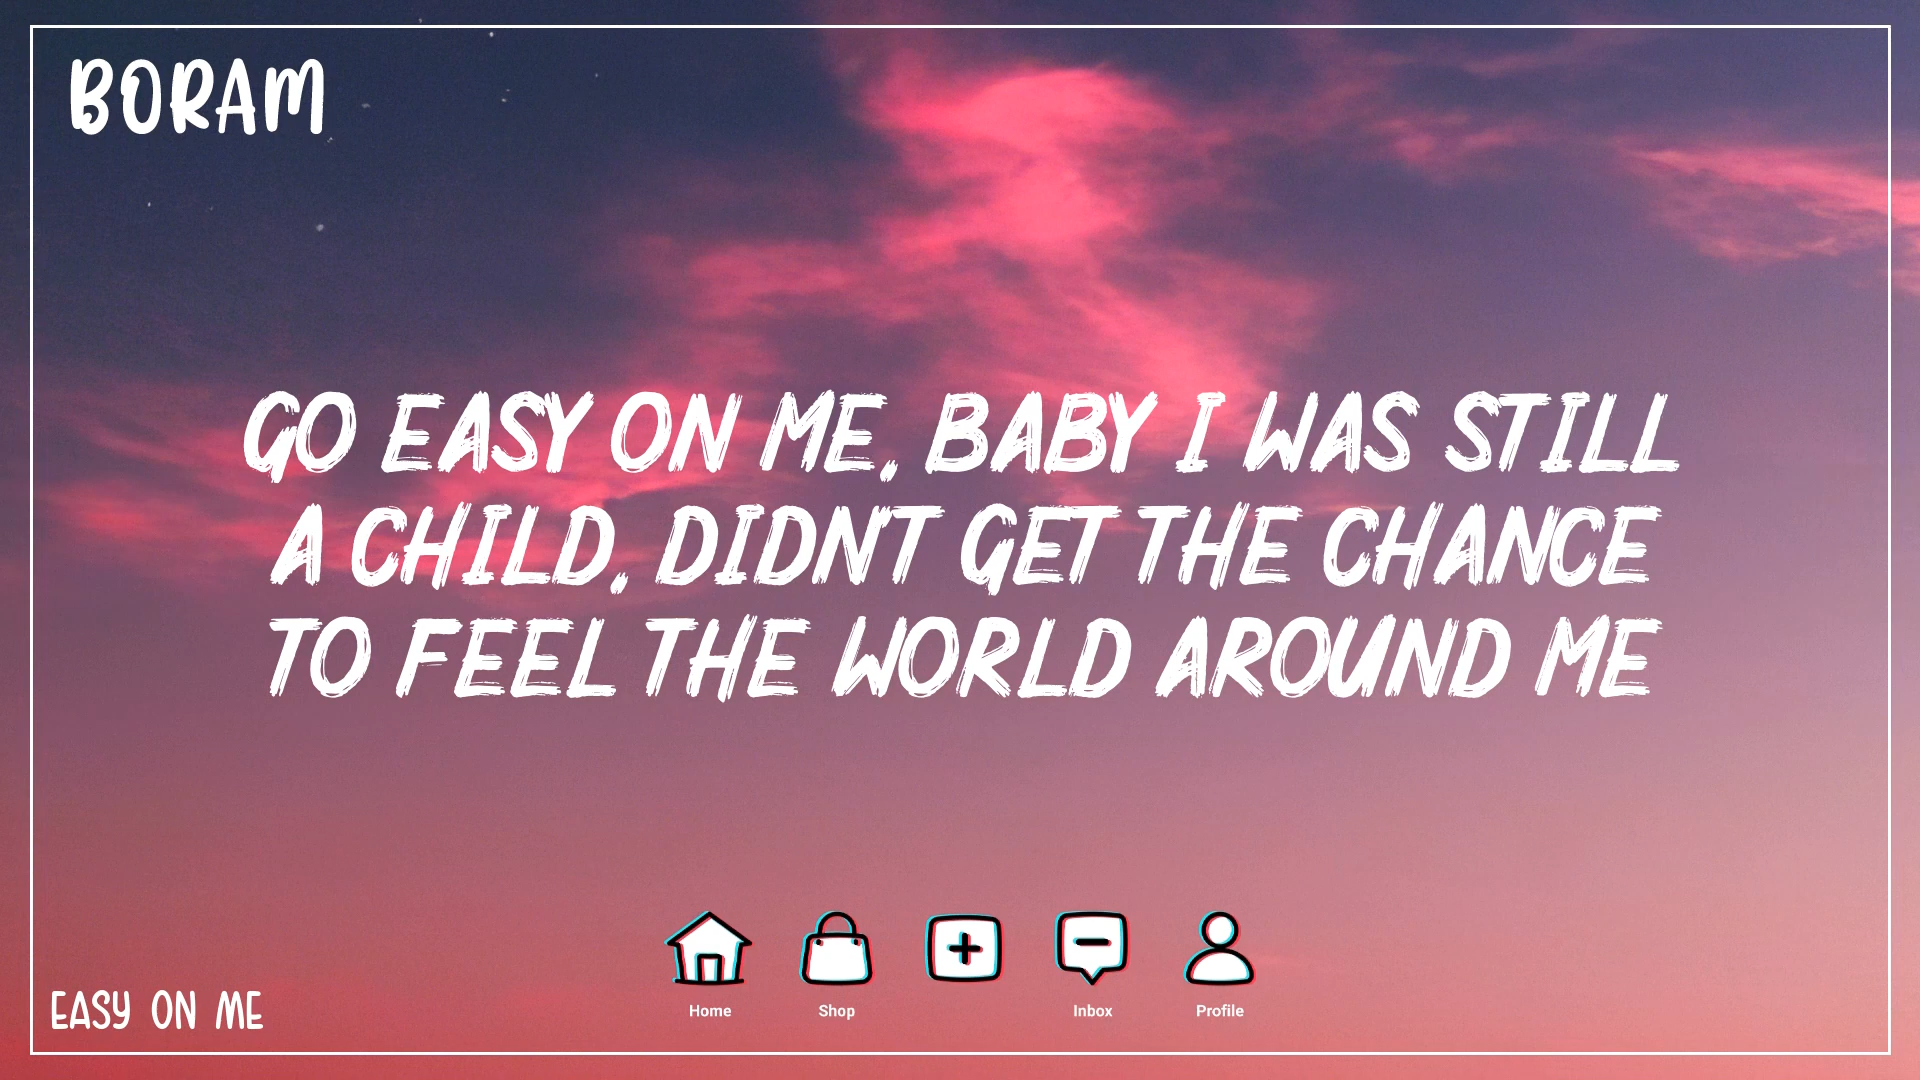 BORAM
GO EASY ON ME, BABY I WAS STILL
A CHILD, DIDN'T GET THE CHANCE
TO FEEL THE WORLD AROUND ME
Home Shop Inbox Profile
EASY ON ME